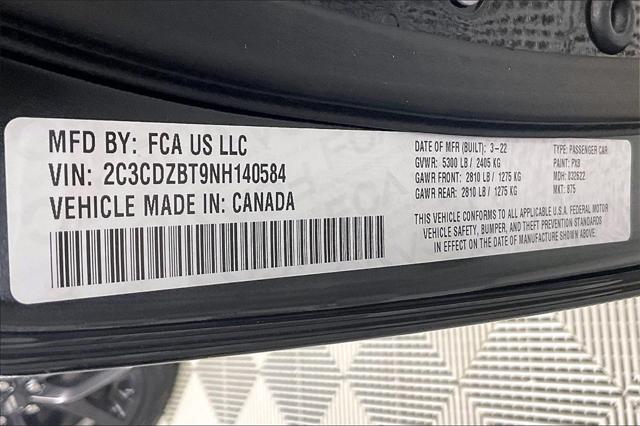 MFD BY: FCA US LLC
VIN: 2C3CDZBT9NH140584
VEHICLE MADE IN: CANADA
DATE OF MFR (BUILT): 3-22
GVWR: 5300 LB / 2405 KG
GAWR FRONT: 2810 LB / 1275 KG
GAWR REAR: 2810 LB / 1275 KG
TYPE: PASSENGER CAR
PAINT: PX8
MDH: 032622
MKT: 875
THIS VEHICLE CONFORMS TO ALL APPLICABLE U.S.A. FEDERAL MOTOR
VEHICLE SAFETY, BUMPER, AND THEFT PREVENTION STANDARDS
IN EFFECT ON THE DATE OF MANUFACTURE SHOWN ABOVE.